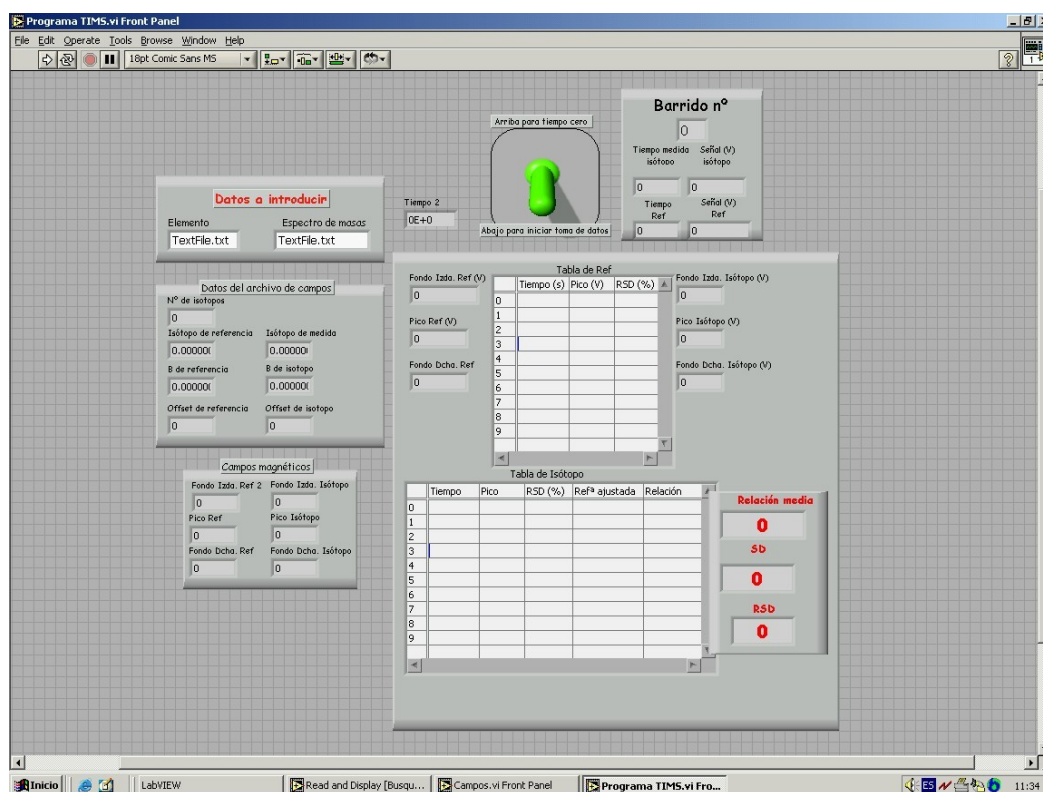 Programa TIMS.vi Front Panel
File Edit Operate Tools Browse Window Help
18pt Comic Sans MS
Arriba para tiempo cero
Abajo para iniciar toma de datos
Barrido nº
0
Tiempo medida isótopo
Señal (V) isótopo
0
0
Tiempo Ref
Señal (V) Ref
0
0
Datos a introducir
Elemento
Espectro de masas
TextFile.txt
TextFile.txt
Tiempo 2
0E+0
Datos del archivo de campos
Nº de isotopos
0
Isótopo de referencia
Isótopo de medida
0.00000
0.00000
B de referencia
B de isotopo
0.00000
0.00000
Offset de referencia
Offset de isotopo
0
0
Campos magnéticos
Fondo Izda. Ref 2
Fondo Izda. Isótopo
0
0
Pico Ref
Pico Isótopo
0
0
Fondo Dcha. Ref
Fondo Dcha. Isótopo
0
0
Fondo Izda. Ref (V)
0
Pico Ref (V)
0
Fondo Dcha. Ref
0
Tabla de Ref
Tiempo (s) Pico (V) RSD (%)
0
1
2
3
4
5
6
7
8
9
Fondo Izda. Isótopo (V)
0
Pico Isótopo (V)
0
Fondo Dcha. Isótopo (V)
0
Tabla de Isótopo
Tiempo Pico RSD (%) Refª ajustada Relación
0
1
2
3
4
5
6
7
8
9
Relación media
0
SD
0
RSD
0
Inicio
LabVIEW
Read and Display [Busqu...
Campos.vi Front Panel
Programa TIMS.vi Fro...
ES
11:34